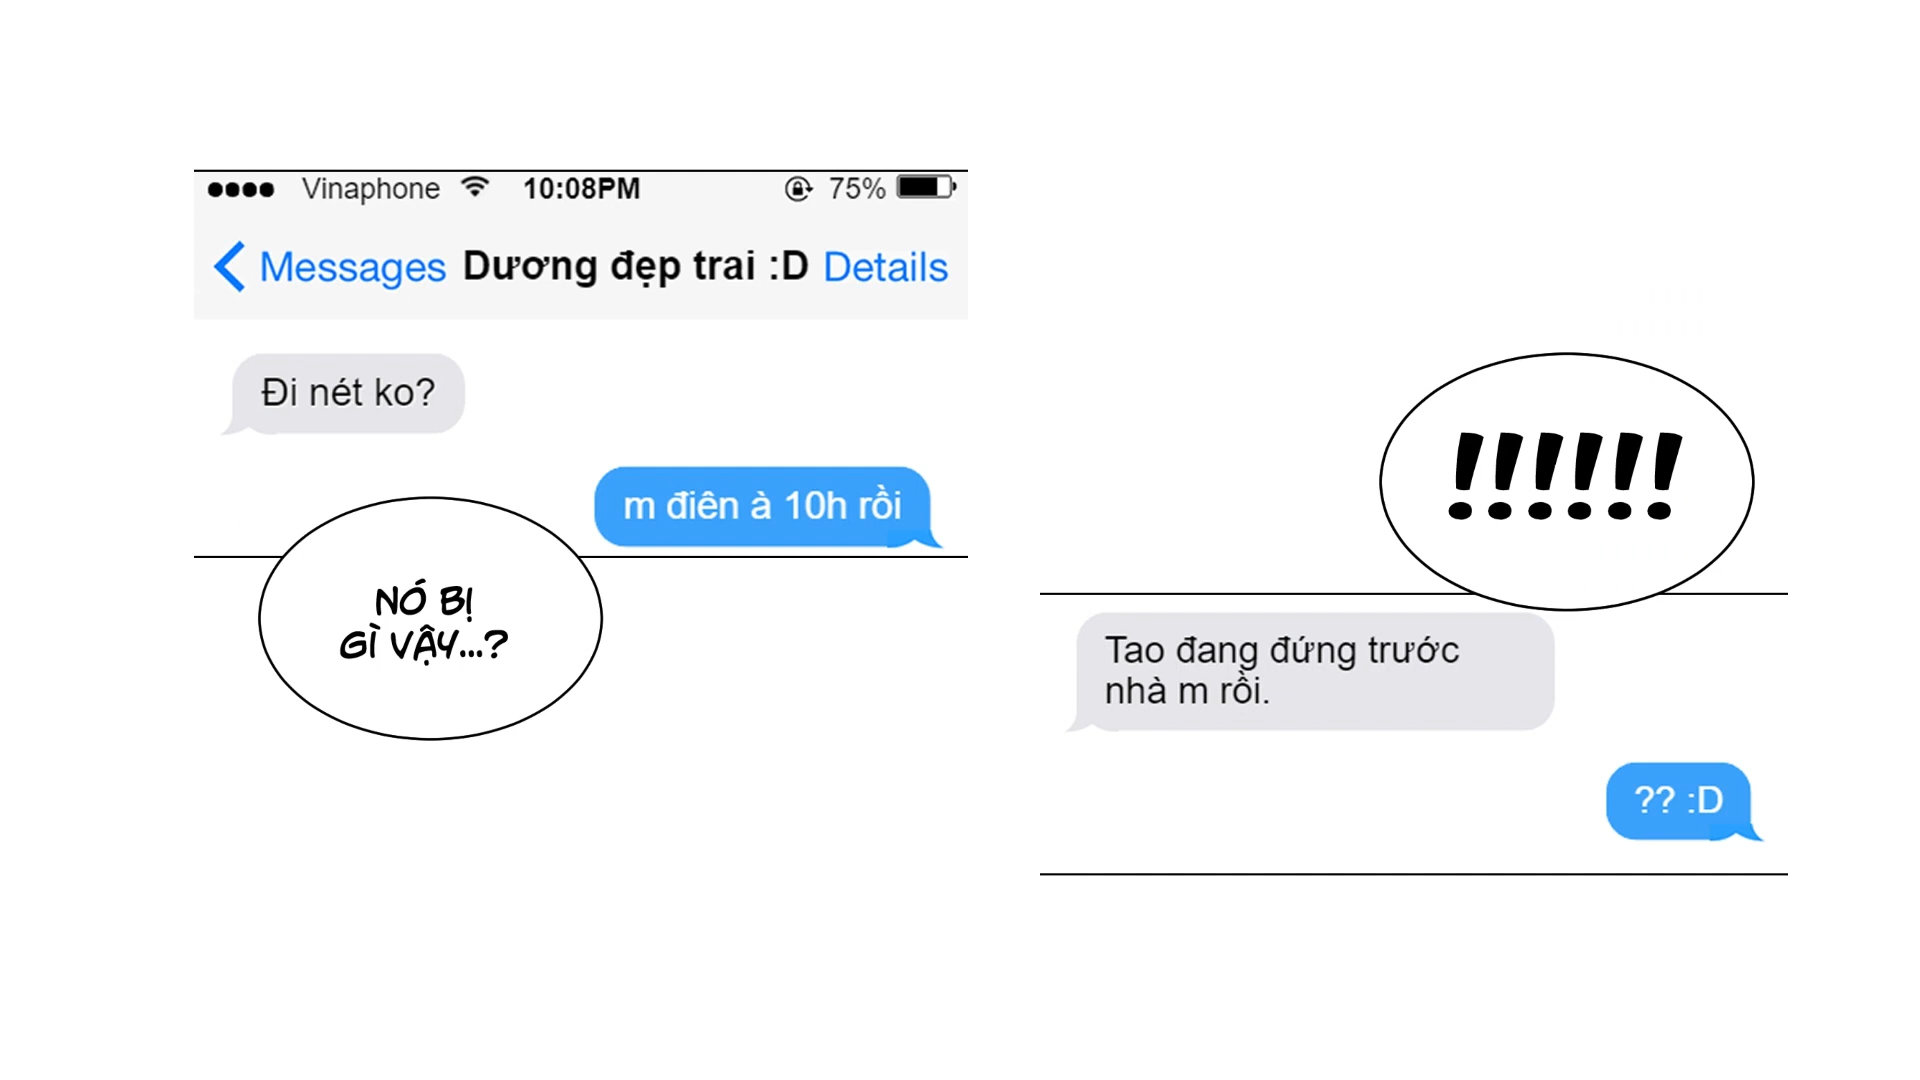 Vinaphone 10:08PM 75%
Messages Dương đẹp trai :D Details
Đi nét ko?
m điên à 10h rồi
NÓ BỊ
GÌ VẬY...?
!!!!!!
Tao đang đứng trước
nhà m rồi.
?? :D